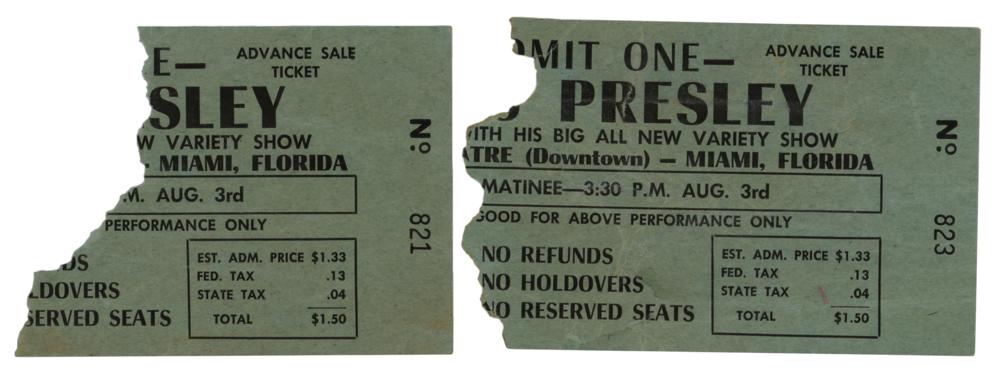 E—
ADVANCE SALE
TICKET
SLEY
W VARIETY SHOW
- MIAMI, FLORIDA
.M. AUG. 3rd
PERFORMANCE ONLY
DS
LDOVERS
SERVED SEATS
EST. ADM. PRICE $1.33
FED. TAX .13
STATE TAX .04
TOTAL $1.50
No 821
MIT ONE—
ADVANCE SALE
TICKET
PRESLEY
WITH HIS BIG ALL NEW VARIETY SHOW
ATRE (Downtown) — MIAMI, FLORIDA
MATINEE—3:30 P.M. AUG. 3rd
GOOD FOR ABOVE PERFORMANCE ONLY
NO REFUNDS
NO HOLDOVERS
NO RESERVED SEATS
EST. ADM. PRICE $1.33
FED. TAX .13
STATE TAX .04
TOTAL $1.50
No 823